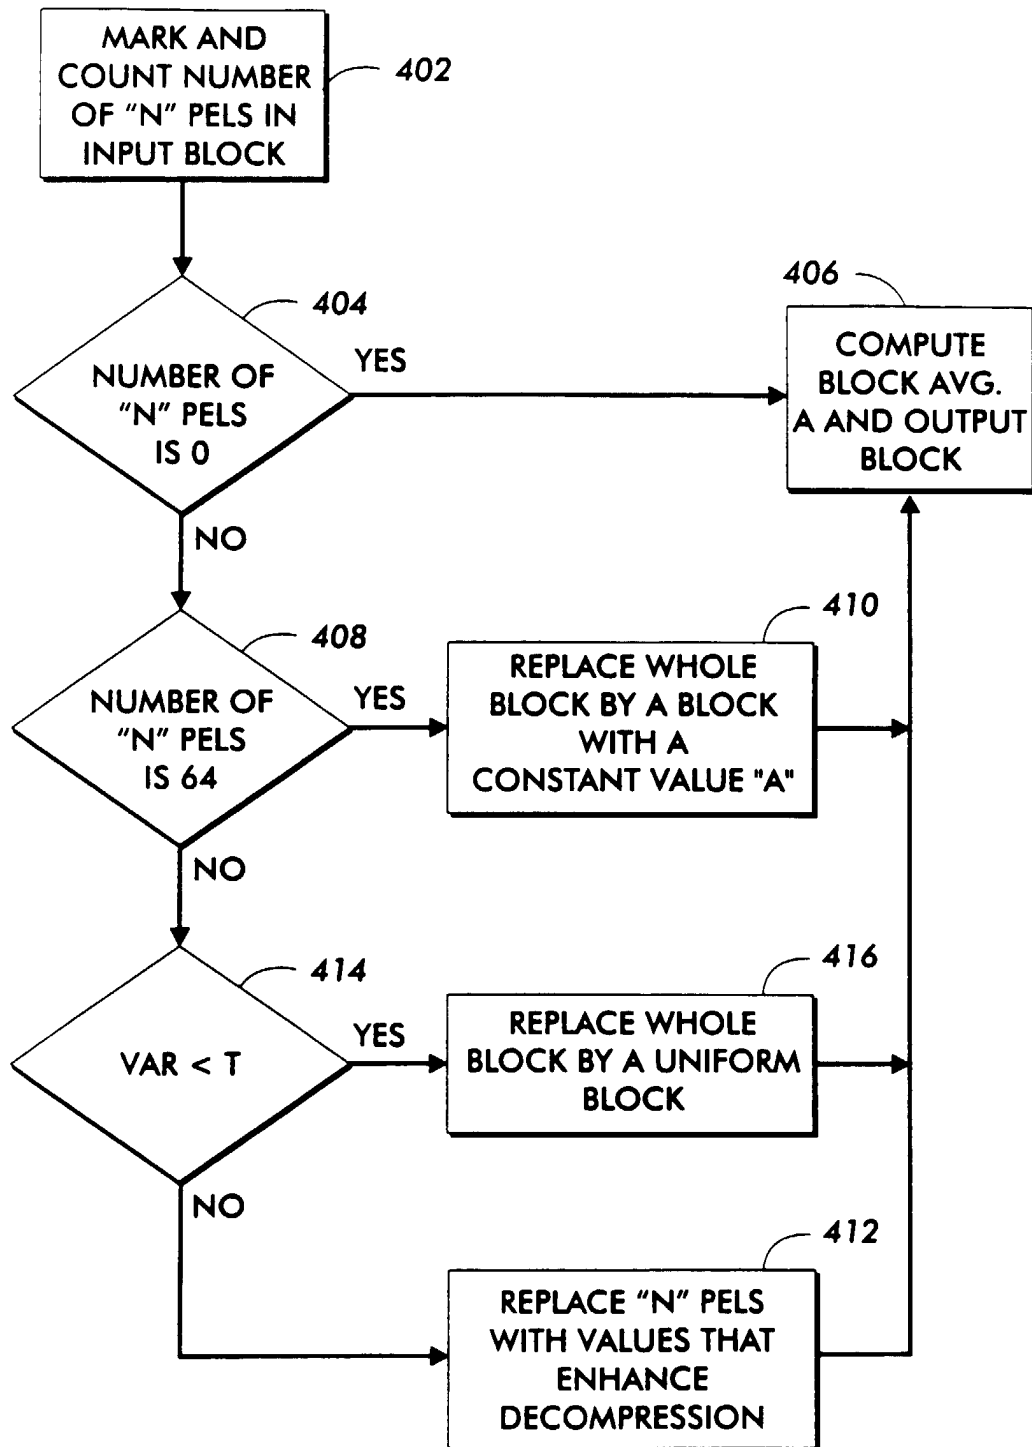 MARK AND
COUNT NUMBER
OF "N" PELS IN
INPUT BLOCK
402
404
NUMBER OF
"N" PELS
IS 0
YES
NO
406
COMPUTE
BLOCK AVG.
A AND OUTPUT
BLOCK
408
NUMBER OF
"N" PELS
IS 64
YES
NO
410
REPLACE WHOLE
BLOCK BY A BLOCK
WITH A
CONSTANT VALUE "A"
414
VAR < T
YES
NO
416
REPLACE WHOLE
BLOCK BY A UNIFORM
BLOCK
412
REPLACE "N" PELS
WITH VALUES THAT
ENHANCE
DECOMPRESSION